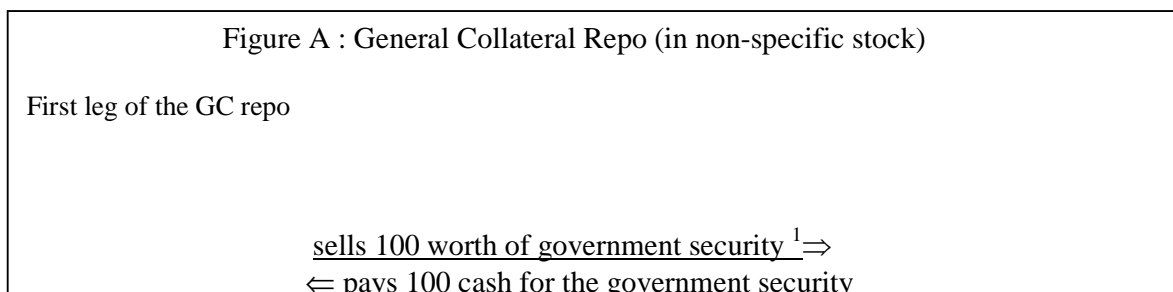 Figure A : General Collateral Repo (in non-specific stock)
First leg of the GC repo
sells 100 worth of government security ¹⇒
⇐ pays 100 cash for the government security